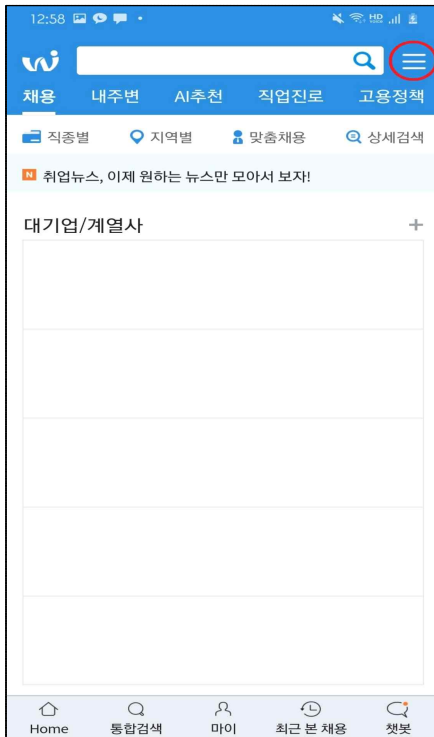 12:58
wi
채용 내주변 AI추천 직업진로 고용정책
직종별 지역별 맞춤채용 상세검색
N 취업뉴스, 이제 원하는 뉴스만 모아서 보자!
대기업/계열사 +
Home 통합검색 마이 최근 본 채용 챗봇